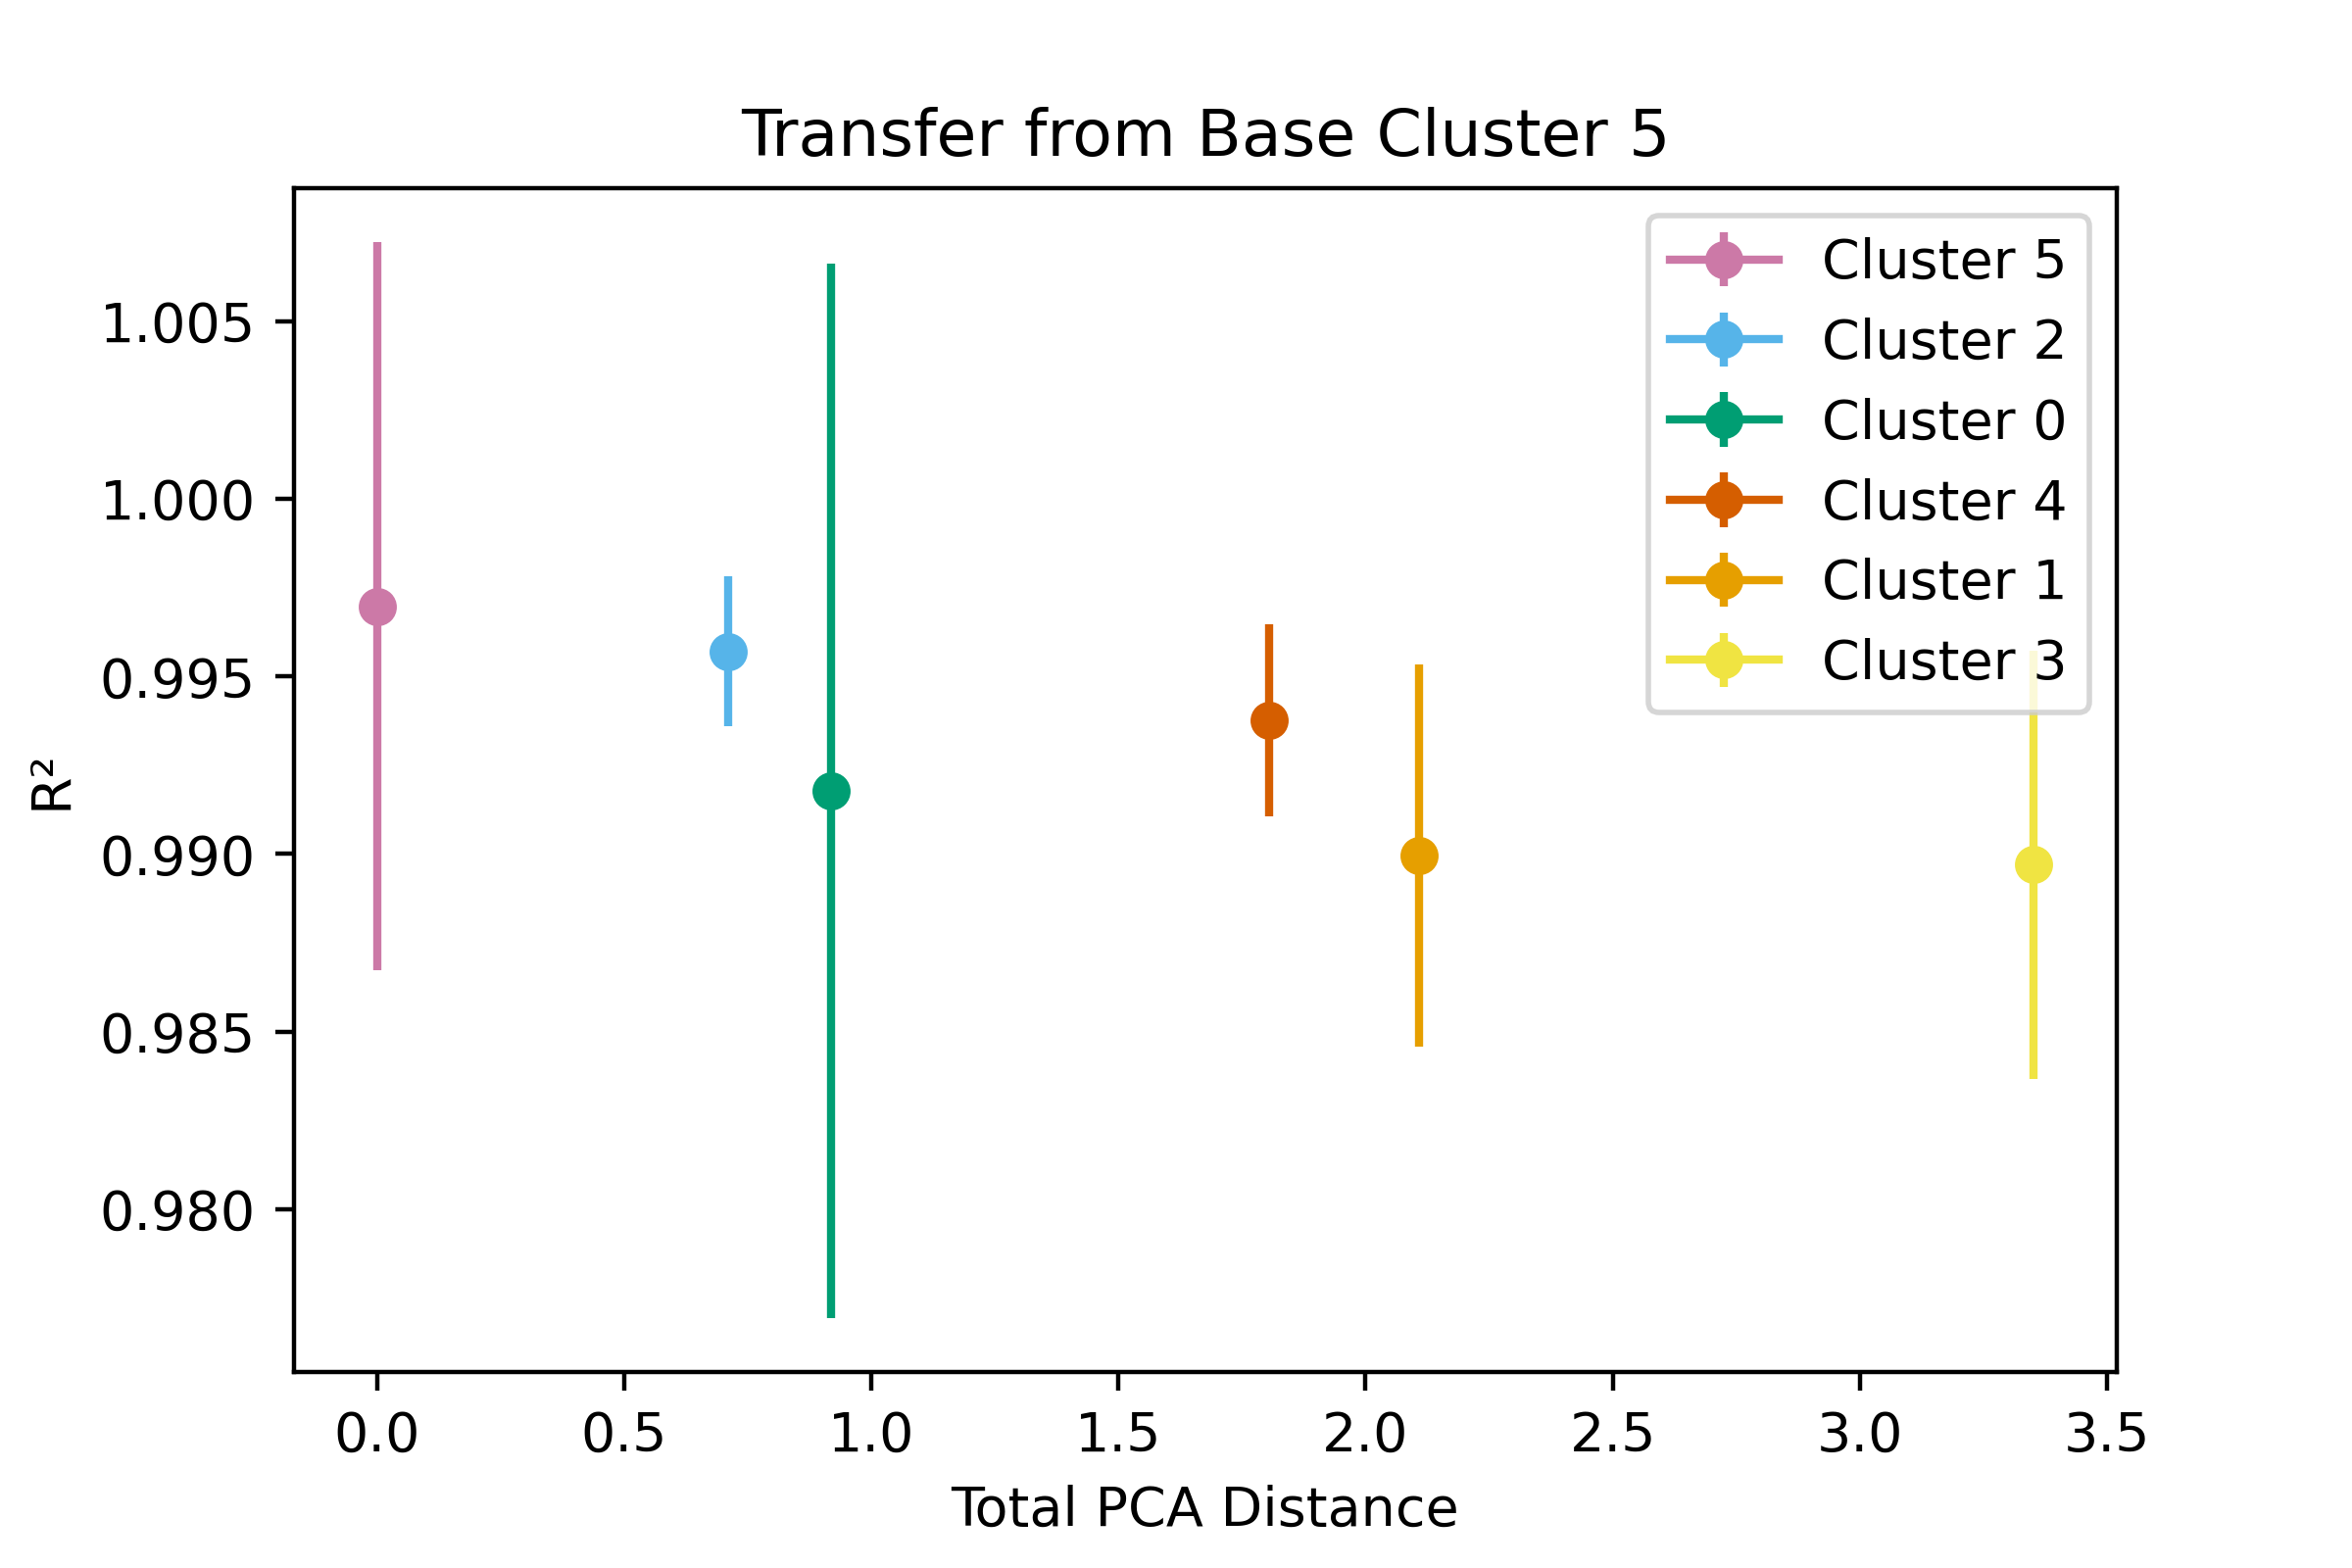 Transfer from Base Cluster 5
R²
1.005
1.000
0.995
0.990
0.985
0.980
Cluster 5
Cluster 2
Cluster 0
Cluster 4
Cluster 1
Cluster 3
0.0 0.5 1.0 1.5 2.0 2.5 3.0 3.5
Total PCA Distance